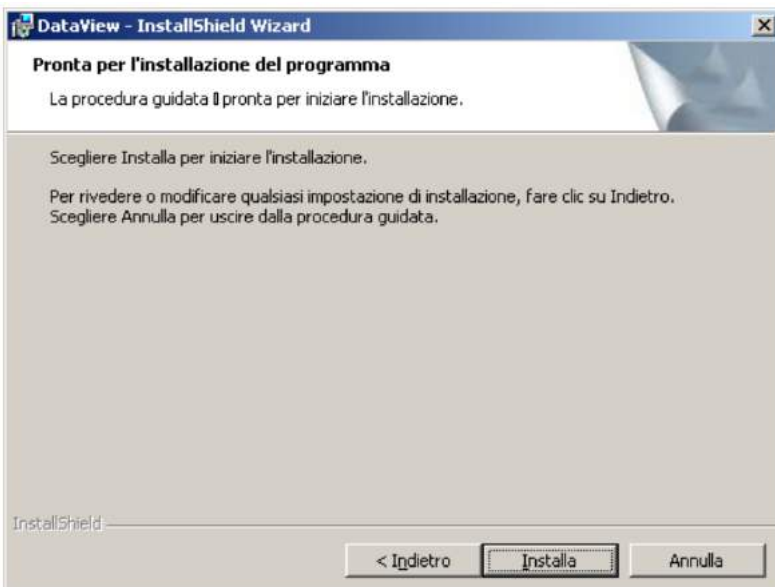 DataView - InstallShield Wizard
Pronta per l'installazione del programma
La procedura guidata ▯ pronta per iniziare l'installazione.
Scegliere Installa per iniziare l'installazione.
Per rivedere o modificare qualsiasi impostazione di installazione, fare clic su Indietro.
Scegliere Annulla per uscire dalla procedura guidata.
InstallShield
< Indietro Installa Annulla